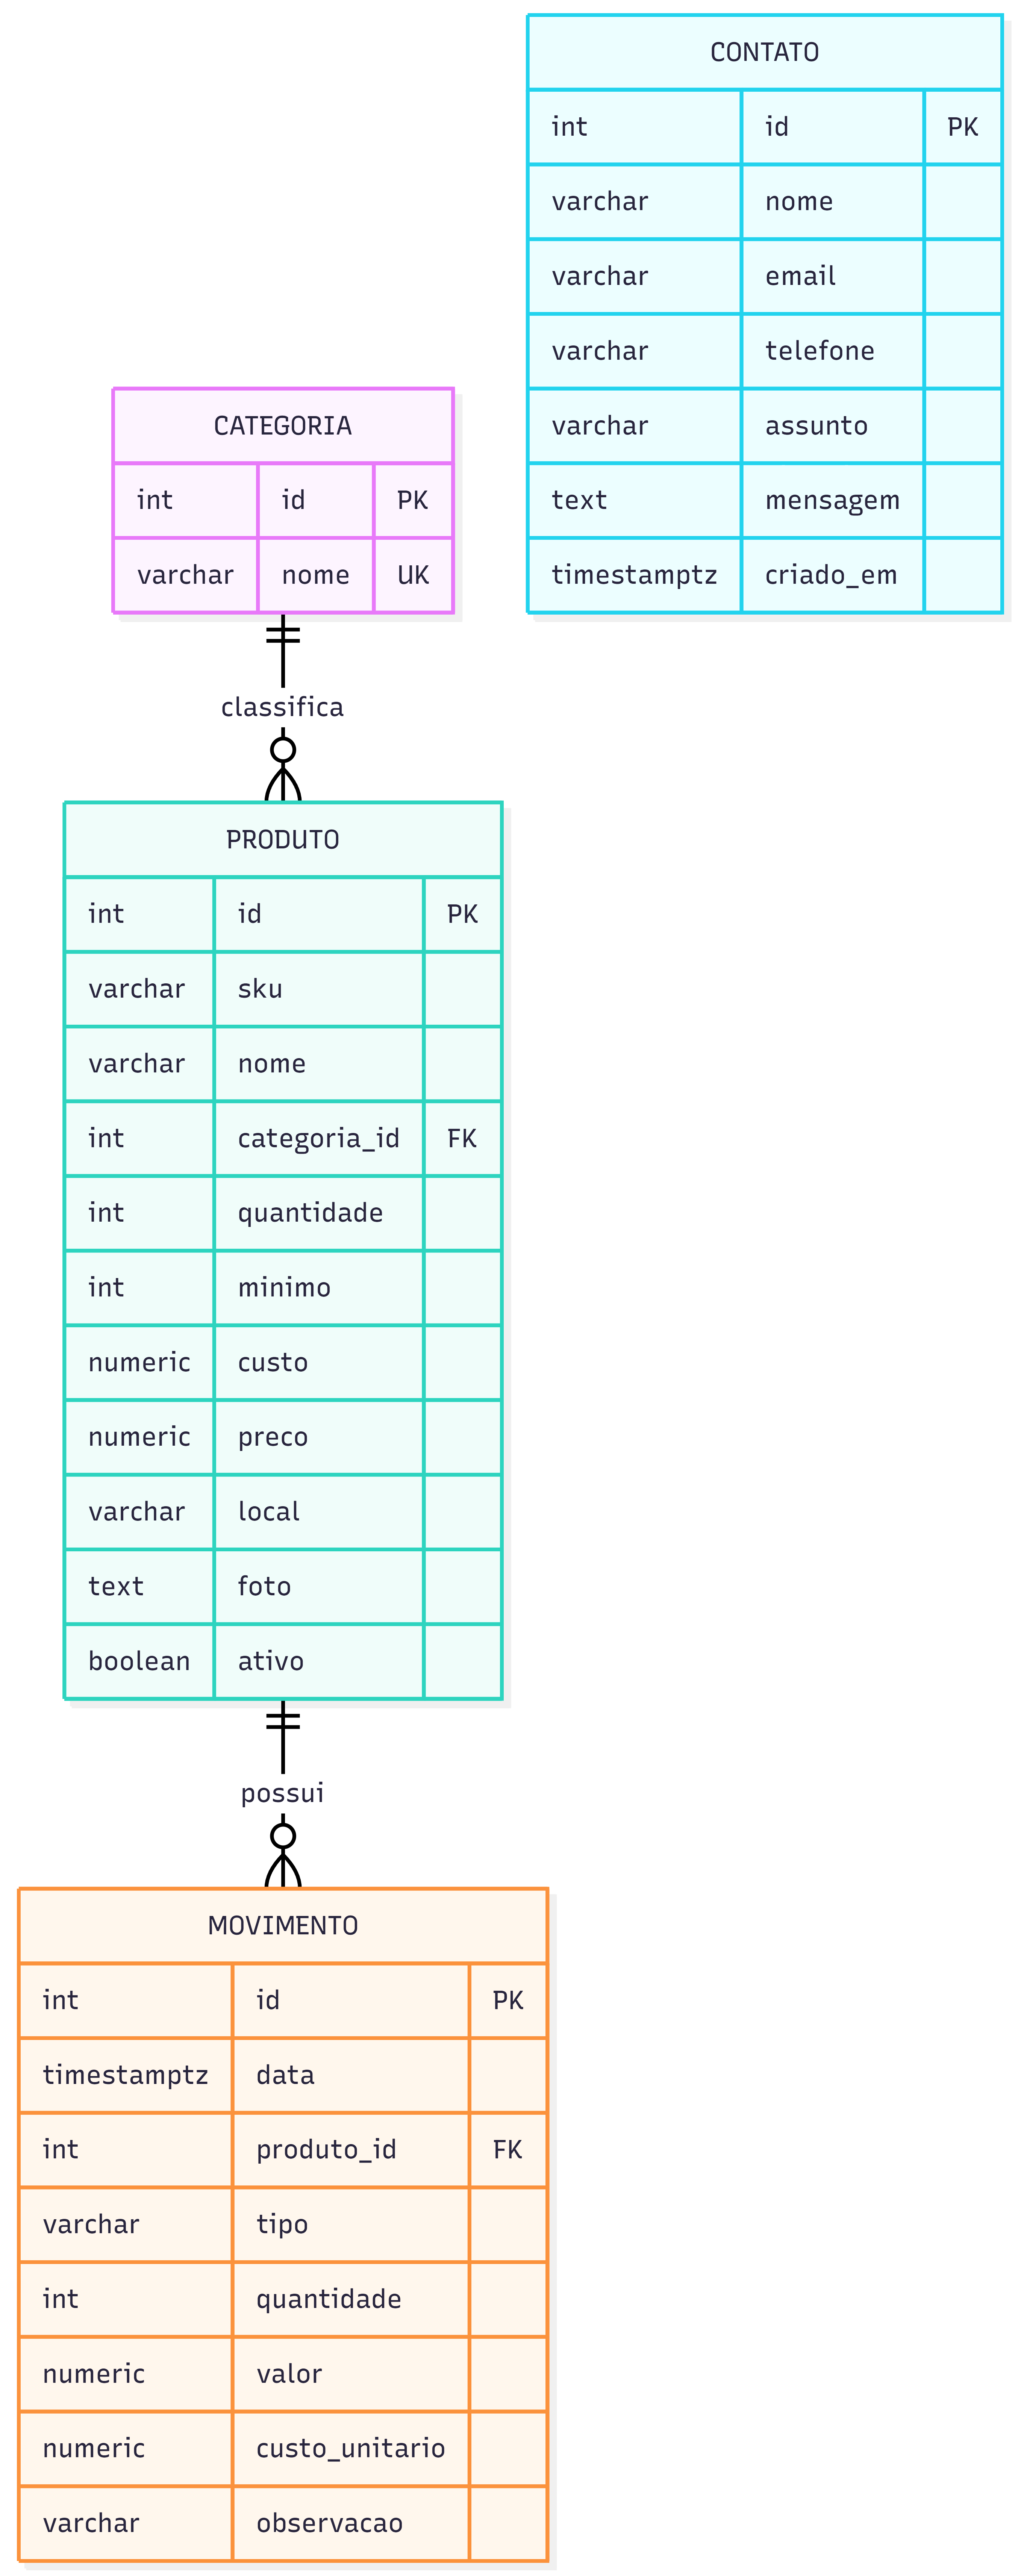 CONTATO
int id PK
varchar nome
varchar email
varchar telefone
varchar assunto
text mensagem
timestamptz criado_em
CATEGORIA
int id PK
varchar nome UK
classifica
PRODUTO
int id PK
varchar sku
varchar nome
int categoria_id FK
int quantidade
int minimo
numeric custo
numeric preco
varchar local
text foto
boolean ativo
possui
MOVIMENTO
int id PK
timestamptz data
int produto_id FK
varchar tipo
int quantidade
numeric valor
numeric custo_unitario
varchar observacao